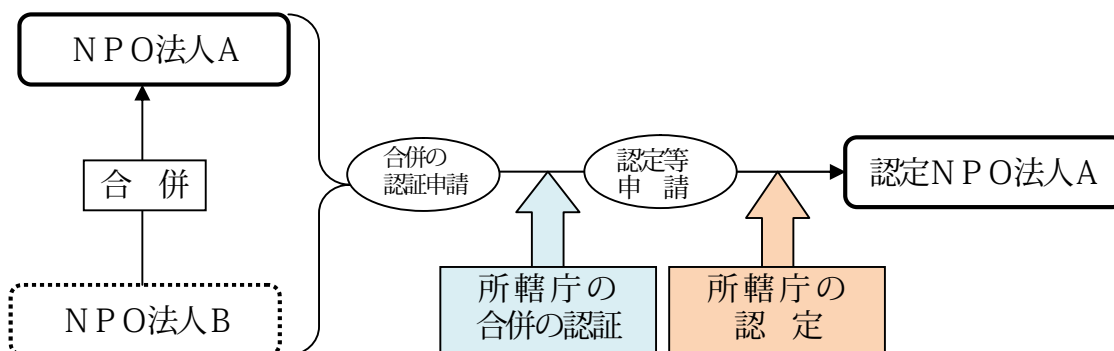 ＮＰＯ法人Ａ
合　併
ＮＰＯ法人Ｂ
合併の
認証申請
認定等
申　請
認定ＮＰＯ法人Ａ
所轄庁の
合併の認証
所轄庁の
認　定